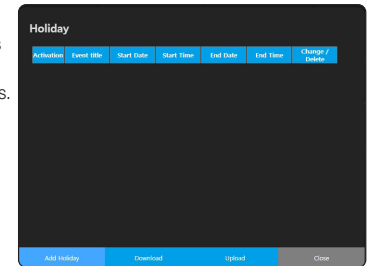 Holiday
s
Activation Event title Start Date Start Time End Date End Time Change / Delete
s.
Add Holiday Download Upload Close